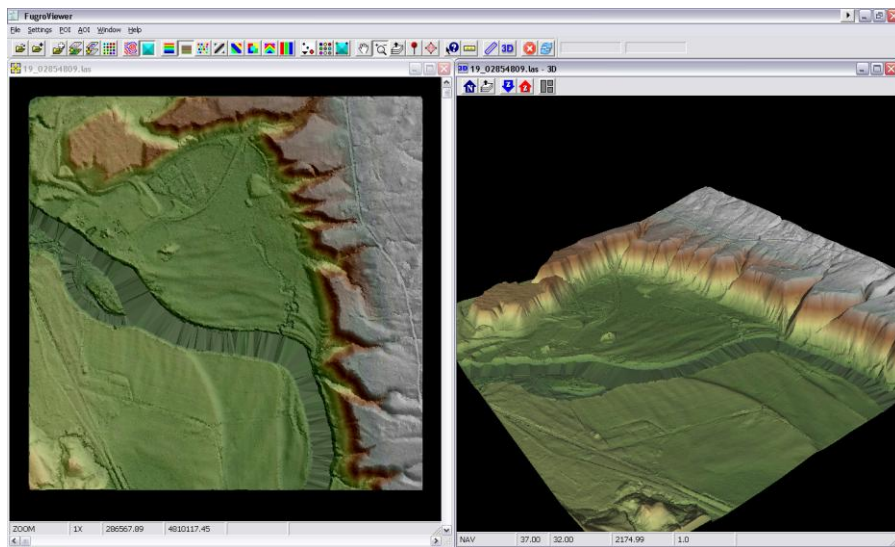 FugroViewer
File Settings POI AOI Window Help
3D
19_02854809.las
3D 19_02854809.las - 3D
N Z Z
ZOOM 1X 286567.89 4810117.45
NAV 37.00 32.00 2174.99 1.0